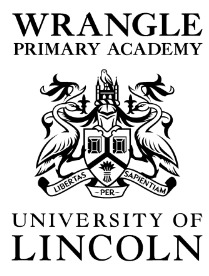 WRANGLE
PRIMARY ACADEMY
LIBERTAS
-PER-
SAPIENTIAM
UNIVERSITY OF
LINCOLN